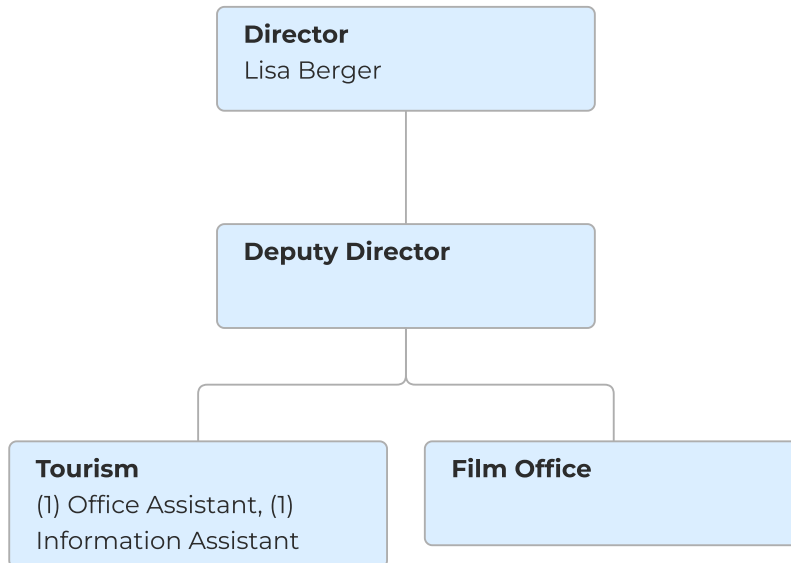 Director
Lisa Berger
Deputy Director
Tourism
(1) Office Assistant, (1)
Information Assistant
Film Office